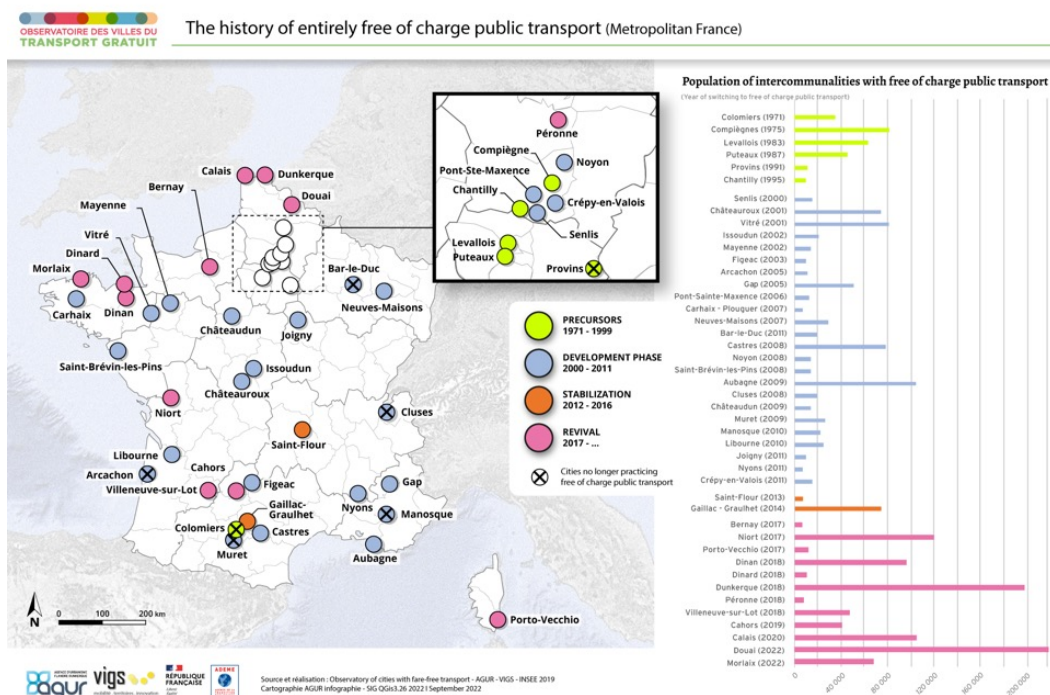 OBSERVATOIRE DES VILLES DU
TRANSPORT GRATUIT
The history of entirely free of charge public transport (Metropolitan France)
Calais
Dunkerque
Bernay
Douai
Mayenne
Vitré
Dinard
Morlaix
Carhaix
Dinan
Châteaudun
Joigny
Bar-le-Duc
Neuves-Maisons
Saint-Brévin-les-Pins
Issoudun
Châteauroux
Niort
Cluses
Saint-Flour
Libourne
Arcachon
Cahors
Villeneuve-sur-Lot
Figeac
Gap
Gaillac-
Graulhet
Nyons
Manosque
Colomiers
Castres
Muret
Aubagne
Porto-Vecchio
N
0 100 200 km
Péronne
Compiègne
Noyon
Pont-Ste-Maxence
Chantilly
Crépy-en-Valois
Senlis
Levallois
Puteaux
Provins
PRECURSORS
1971 - 1999
DEVELOPMENT PHASE
2000 - 2011
STABILIZATION
2012 - 2016
REVIVAL
2017 - ...
Cities no longer practicing
free of charge public transport
Population of intercommunalities with free of charge public transport
(Year of switching to free of charge public transport)
Colomiers (1971)
Compiègnes (1975)
Levallois (1983)
Puteaux (1987)
Provins (1991)
Chantilly (1995)
Senlis (2000)
Châteauroux (2001)
Vitré (2001)
Issoudun (2002)
Mayenne (2002)
Figeac (2003)
Arcachon (2005)
Gap (2005)
Pont-Sainte-Maxence (2006)
Carhaix - Plouguer (2007)
Neuves-Maisons (2007)
Bar-le-Duc (2011)
Castres (2008)
Noyon (2008)
Saint-Brévin-les-Pins (2008)
Aubagne (2009)
Cluses (2008)
Châteaudun (2009)
Muret (2009)
Manosque (2010)
Libourne (2010)
Joigny (2011)
Nyons (2011)
Crépy-en-Valois (2011)
Saint-Flour (2013)
Gaillac - Graulhet (2014)
Bernay (2017)
Niort (2017)
Porto-Vecchio (2017)
Dinan (2018)
Dinard (2018)
Dunkerque (2018)
Péronne (2018)
Villeneuve-sur-Lot (2018)
Cahors (2019)
Calais (2020)
Douai (2022)
Morlaix (2022)
0
40 000
80 000
120 000
160 000
200 000
agur
vigs
RÉPUBLIQUE
FRANÇAISE
ADEME
Source et réalisation : Observatory of cities with fare-free transport - AGUR - VIGS - INSEE 2019
Cartographie AGUR infographie - SIG QGis3.26 2022 I September 2022